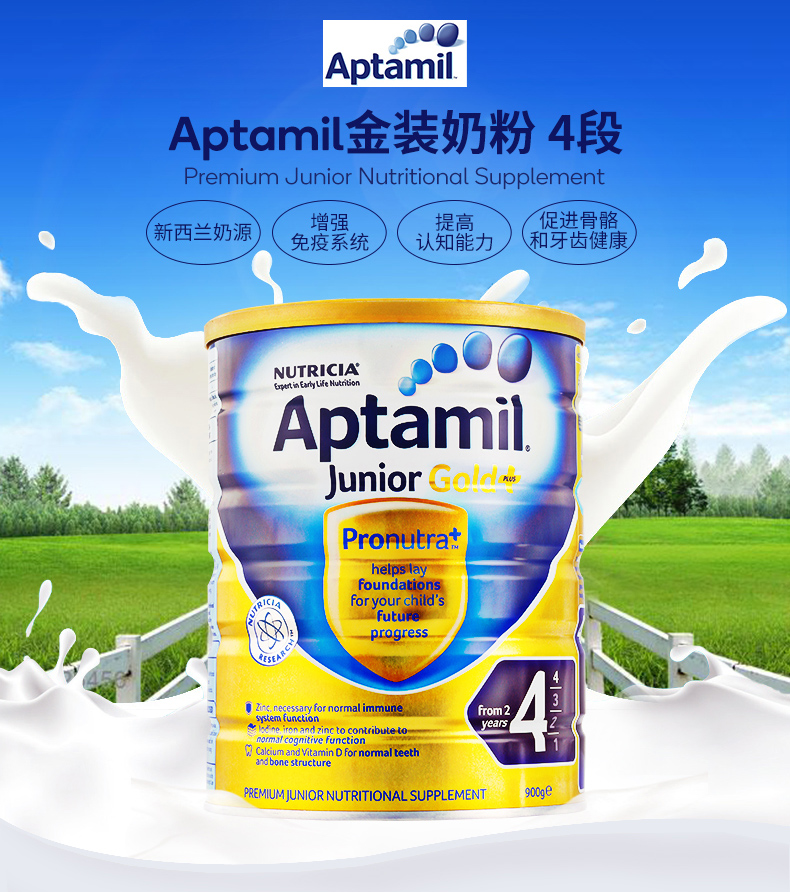 Aptamil
Aptamil金装奶粉 4段
Premium Junior Nutritional Supplement
新西兰奶源
增强
免疫系统
提高
认知能力
促进骨骼
和牙齿健康
NUTRICIA
Expert in Early Life Nutrition
Aptamil
Junior Gold+
PLUS
Pronutra+
TM
helps lay
foundations
for your child's
future
progress
NUTRICIA
RESEARCH
Zinc, necessary for normal immune
system function
Iodine, iron and zinc to contribute to
normal cognitive function
Calcium and Vitamin D for normal teeth
and bone structure
From 2
years
4
4
3
2
1
PREMIUM JUNIOR NUTRITIONAL SUPPLEMENT
900ge